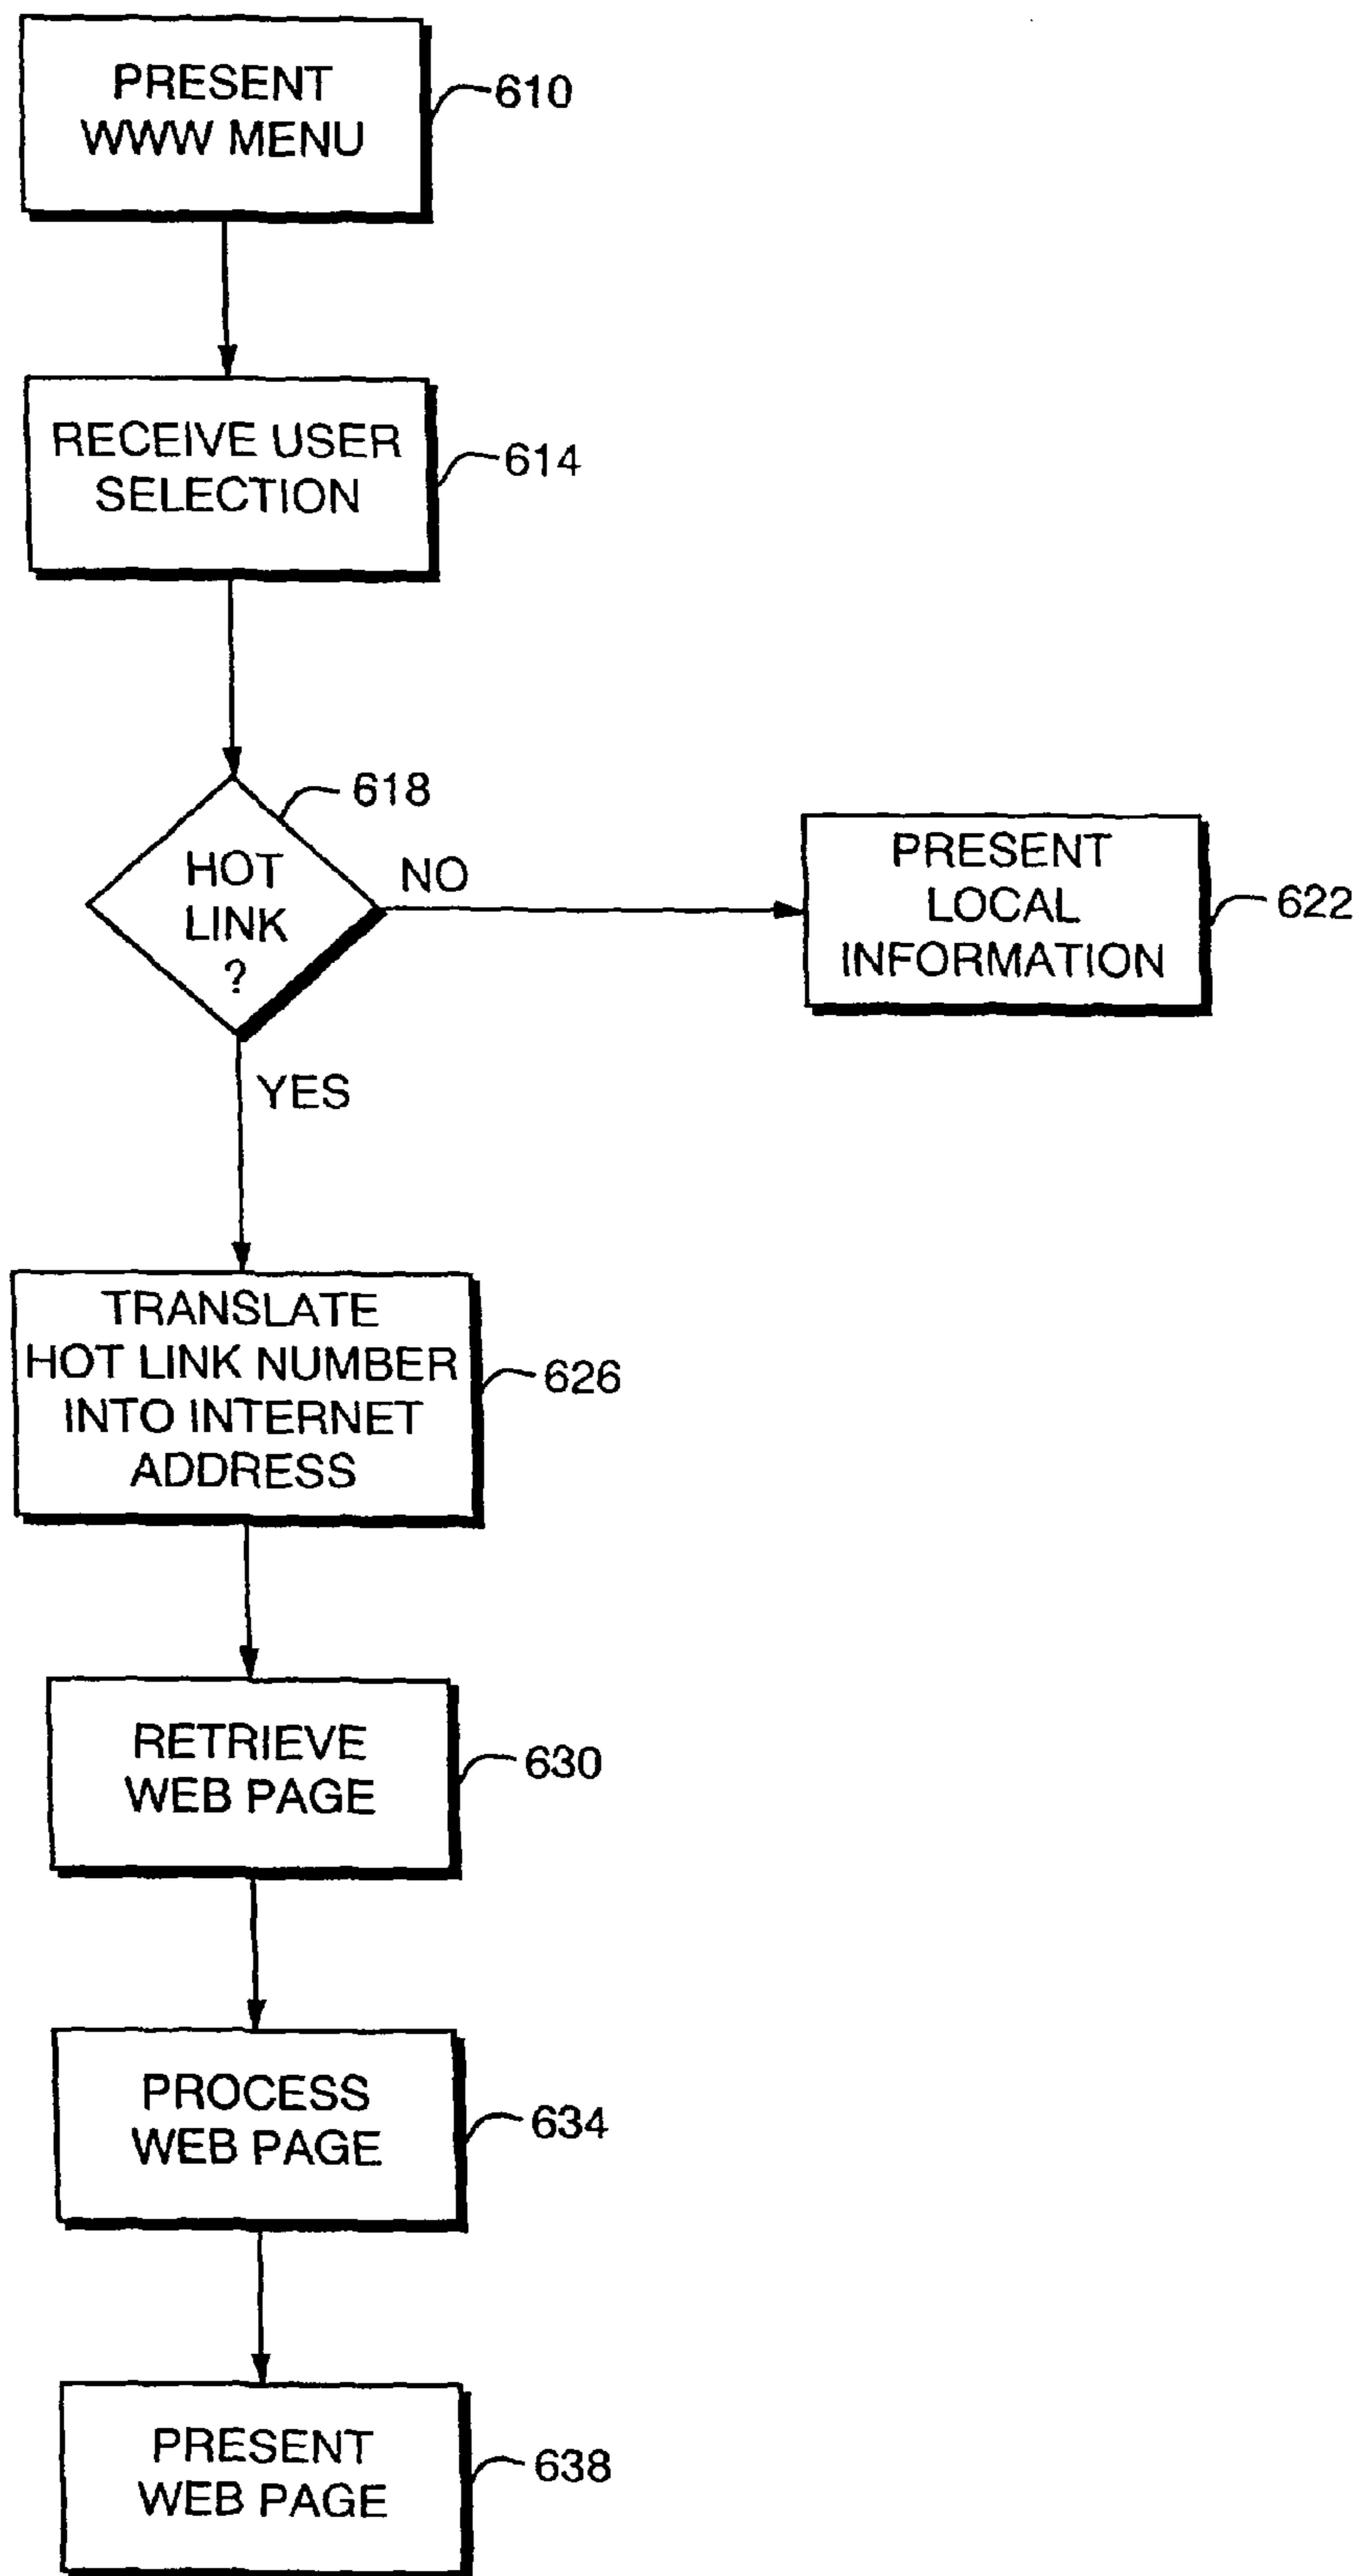 PRESENT
WWW MENU
610
RECEIVE USER
SELECTION
614
618
HOT
LINK
?
NO
PRESENT
LOCAL
INFORMATION
622
YES
TRANSLATE
HOT LINK NUMBER
INTO INTERNET
ADDRESS
626
RETRIEVE
WEB PAGE
630
PROCESS
WEB PAGE
634
PRESENT
WEB PAGE
638